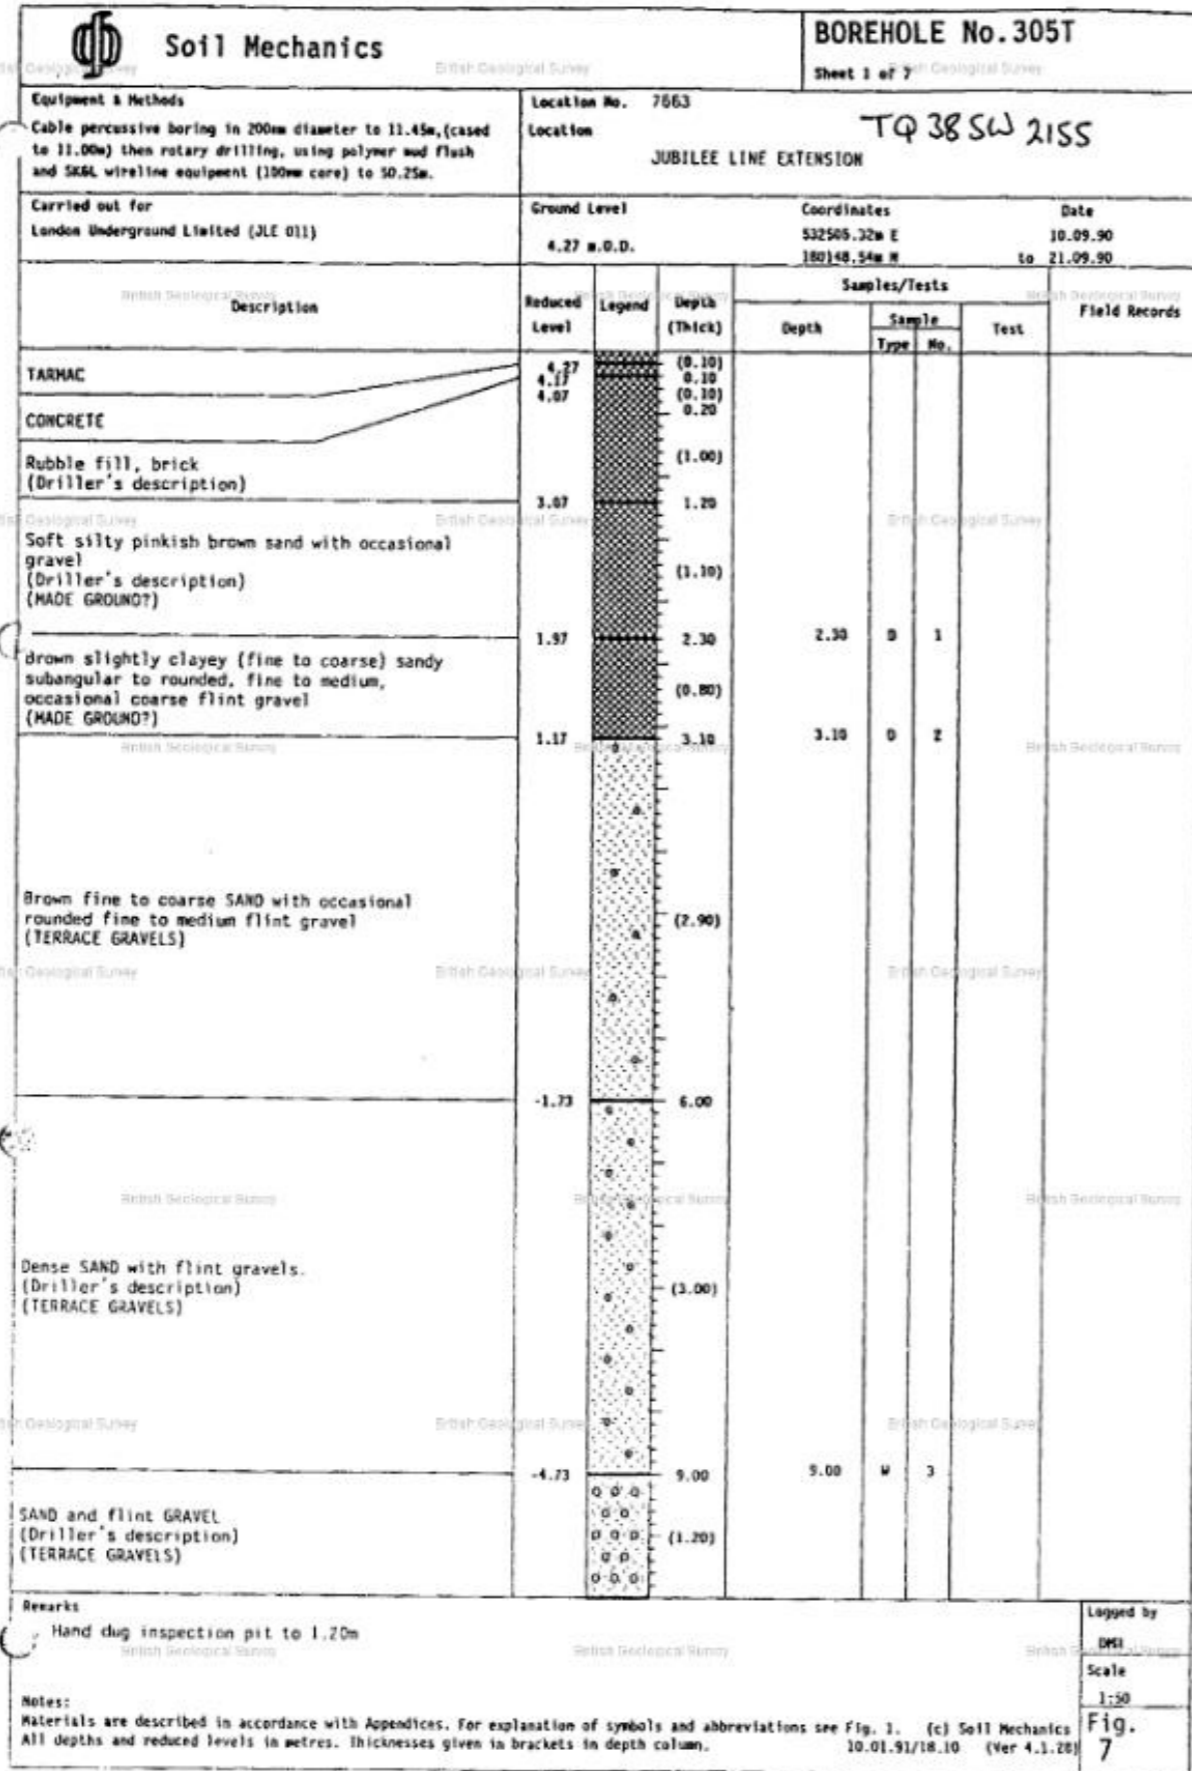 Soil Mechanics
BOREHOLE No.305T
Sheet 1 of 7
Equipment & Methods
Cable percussive boring in 200mm diameter to 11.45m,(cased
to 11.00m) then rotary drilling, using polymer mud flush
and SK6L wireline equipment (100mm core) to 50.25m.
Location No. 7663
Location
TQ 38 SW 2155
JUBILEE LINE EXTENSION
Carried out for
London Underground Limited (JLE 011)
Ground Level
4.27 m.O.D.
Coordinates
532505.32m E
180148.54m N
Date
10.09.90
to 21.09.90
Description
Reduced
Level
Legend
Depth
(Thick)
Samples/Tests
Depth
Sample
Type No.
Test
Field Records
TARMAC
4.27
(0.10)
4.17
0.10
4.07
(0.10)
0.20
CONCRETE
Rubble fill, brick
(Driller's description)
(1.00)
3.07
1.20
Soft silty pinkish brown sand with occasional
gravel
(Driller's description)
(MADE GROUND?)
(1.10)
1.97 2.30 2.30 D 1
Brown slightly clayey (fine to coarse) sandy
subangular to rounded, fine to medium,
occasional coarse flint gravel
(MADE GROUND?)
(0.80)
1.17 3.10 3.10 D 2
Brown fine to coarse SAND with occasional
rounded fine to medium flint gravel
(TERRACE GRAVELS)
(2.90)
-1.73 6.00
Dense SAND with flint gravels.
(Driller's description)
(TERRACE GRAVELS)
(3.00)
-4.73 9.00 9.00 W 3
SAND and flint GRAVEL
(Driller's description)
(TERRACE GRAVELS)
(1.20)
Remarks
Hand dug inspection pit to 1.20m
Logged by
DMI
Scale
1:50
Fig.
7
Notes:
Materials are described in accordance with Appendices. For explanation of symbols and abbreviations see Fig. 1. (c) Soil Mechanics
All depths and reduced levels in metres. Thicknesses given in brackets in depth column. 10.01.91/18.10 (Ver 4.1.28)
British Geological Survey